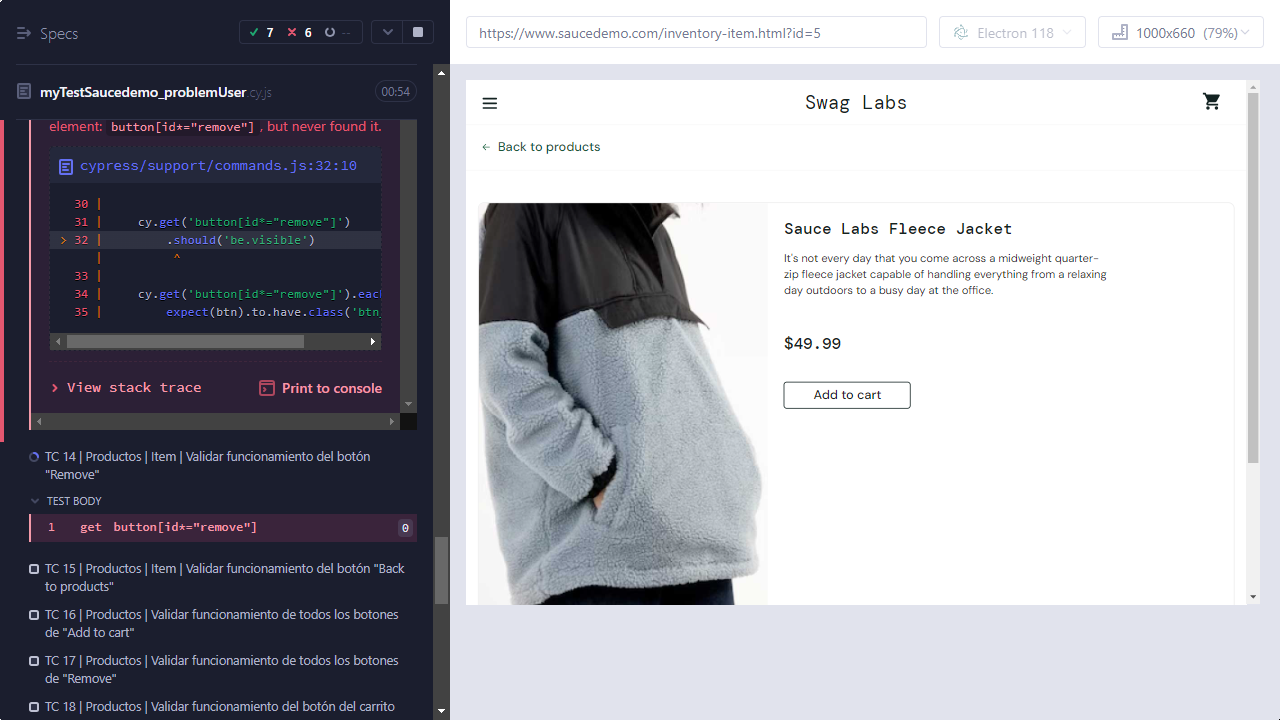 Specs
7
6
--
myTestSaucedemo_problemUser.cy.js
00:54
element: button[id*="remove"] , but never found it.
cypress/support/commands.js:32:10
30 |
31 | cy.get('button[id*="remove"]')
> 32 | .should('be.visible')
| ^
33 |
34 | cy.get('button[id*="remove"]').eac
35 | expect(btn).to.have.class('btn_
View stack trace
Print to console
TC 14 | Productos | Item | Validar funcionamiento del botón
"Remove"
TEST BODY
1 get button[id*="remove"] 0
TC 15 | Productos | Item | Validar funcionamiento del botón "Back
to products"
TC 16 | Productos | Validar funcionamiento de todos los botones
de "Add to cart"
TC 17 | Productos | Validar funcionamiento de todos los botones
de "Remove"
TC 18 | Productos | Validar funcionamiento del botón del carrito
https://www.saucedemo.com/inventory-item.html?id=5
Electron 118
1000x660 (79%)
Swag Labs
Back to products
Sauce Labs Fleece Jacket
It's not every day that you come across a midweight quarter-
zip fleece jacket capable of handling everything from a relaxing
day outdoors to a busy day at the office.
$49.99
Add to cart